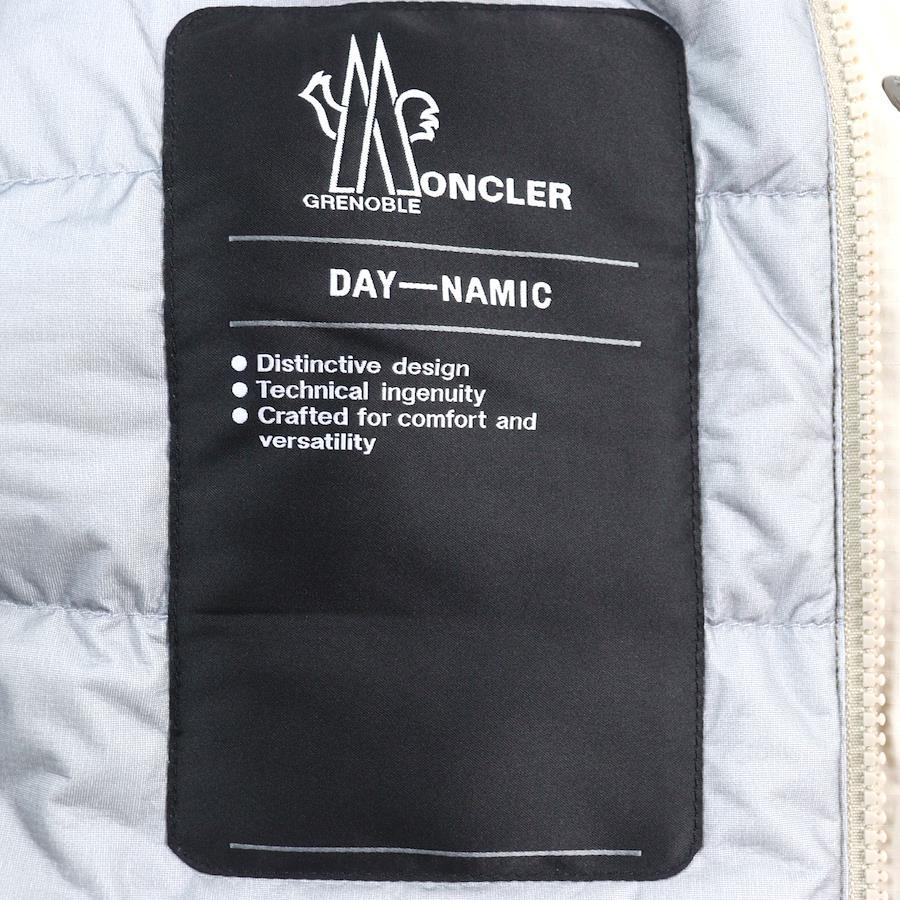 MONCLER
GRENOBLE
DAY—NAMIC
● Distinctive design
● Technical ingenuity
● Crafted for comfort and
versatility